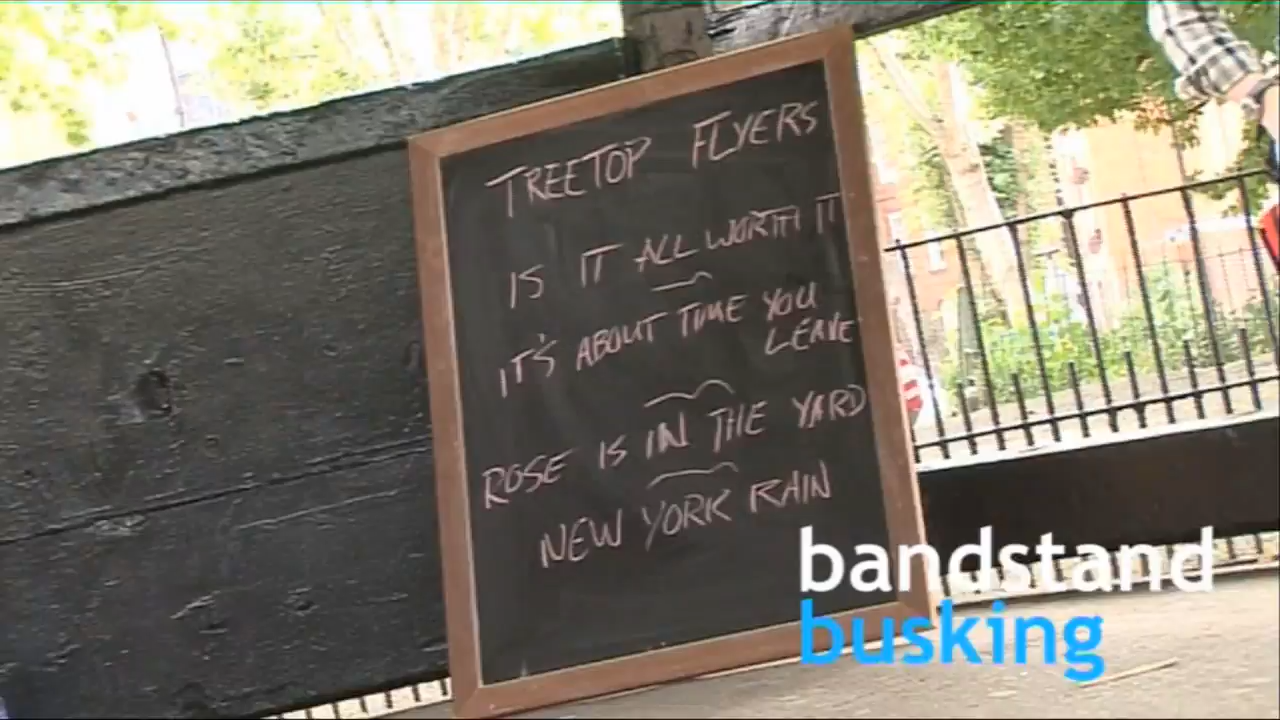 TREETOP FLYERS
IS IT ALL WORTH IT
IT'S ABOUT TIME YOU
LEAVE
ROSE IS IN THE YARD
NEW YORK RAIN
bandstand
busking